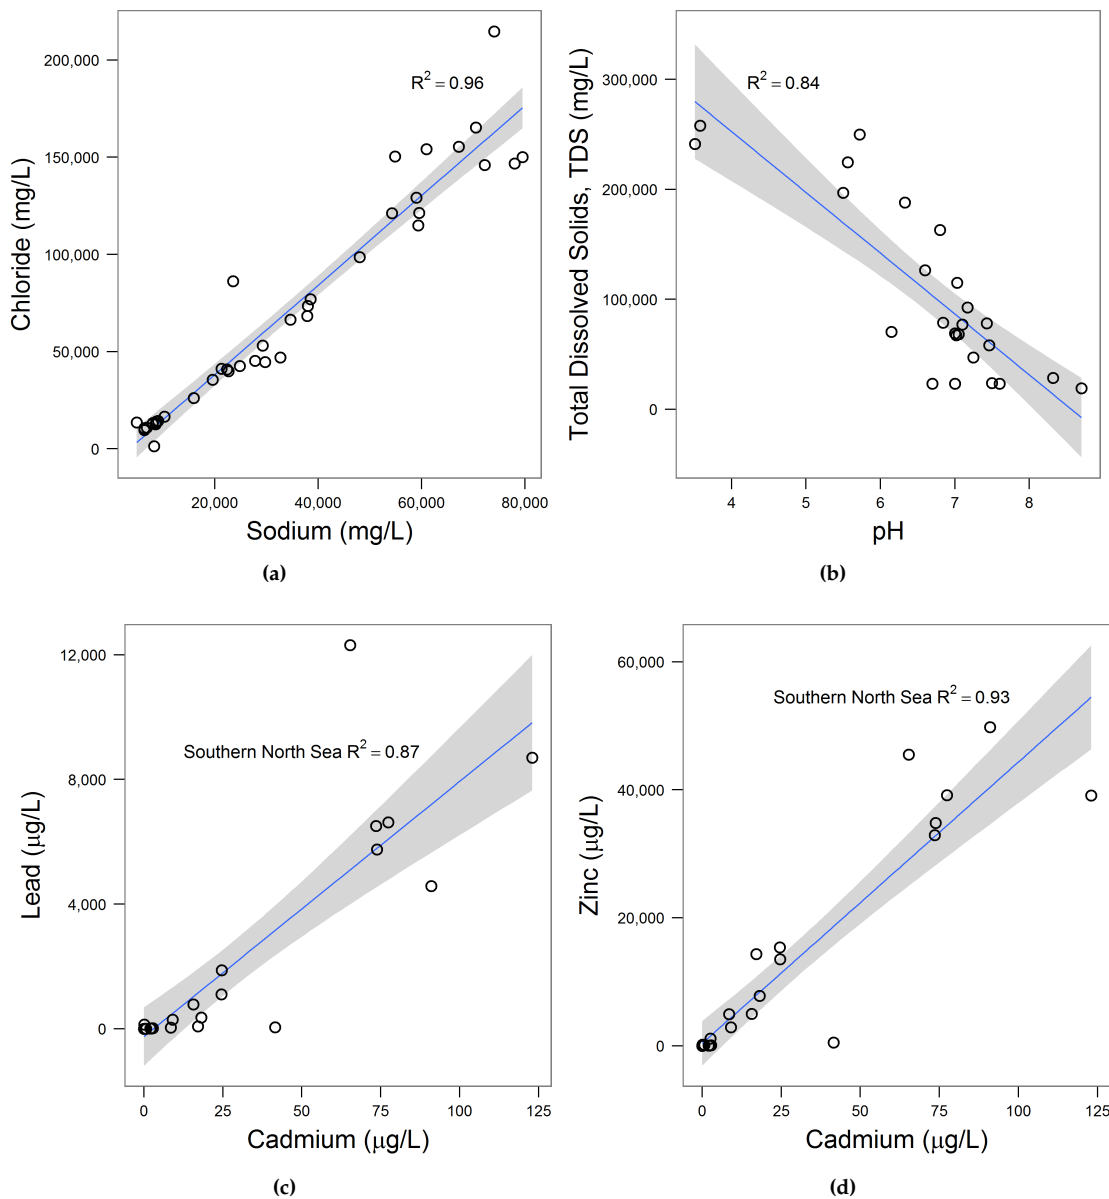 200,000
150,000
100,000
50,000
0
Chloride (mg/L)
R² = 0.96
20,000
40,000
60,000
80,000
Sodium (mg/L)
(a)
300,000
200,000
100,000
0
Total Dissolved Solids, TDS (mg/L)
R² = 0.84
4
5
6
7
8
pH
(b)
12,000
8,000
4,000
0
Lead (μg/L)
Southern North Sea R² = 0.87
0
25
50
75
100
125
Cadmium (μg/L)
(c)
60,000
40,000
20,000
0
Zinc (μg/L)
Southern North Sea R² = 0.93
0
25
50
75
100
125
Cadmium (μg/L)
(d)